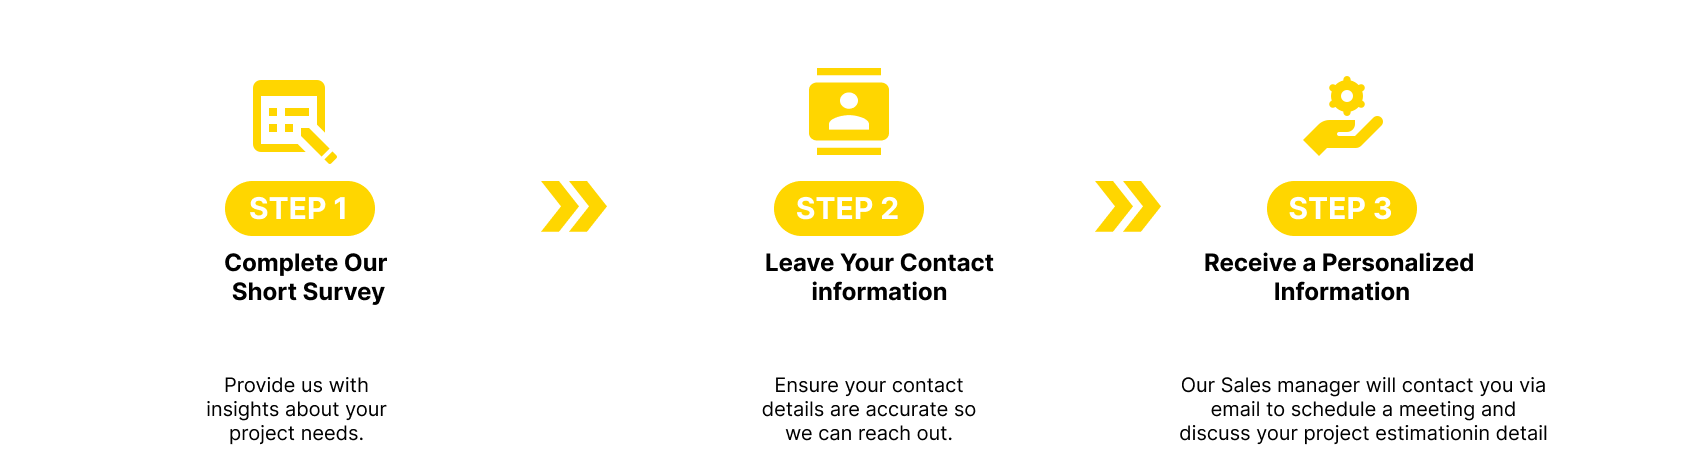 STEP 1
Complete Our
Short Survey
Provide us with
insights about your
project needs.
STEP 2
Leave Your Contact
information
Ensure your contact
details are accurate so
we can reach out.
STEP 3
Receive a Personalized
Information
Our Sales manager will contact you via
email to schedule a meeting and
discuss your project estimationin detail